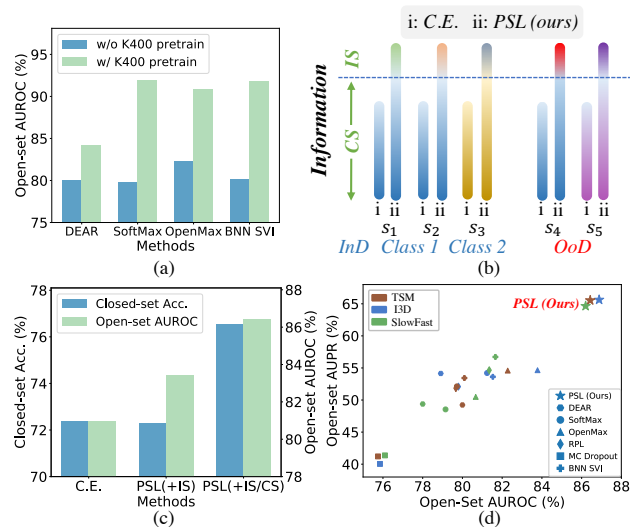 w/o K400 pretrain
w/ K400 pretrain
Open-set AUROC (%)
95
90
85
80
75
DEAR SoftMax OpenMax BNN SVI
Methods
(a)
i: C.E. ii: PSL (ours)
Information
IS
CS
i ii i ii i ii i ii i ii
s1 s2 s3 s4 s5
InD Class 1 Class 2 OoD
(b)
Closed-set Acc.
Open-set AUROC
Closed-set Acc. (%)
78
76
74
72
70
Open-set AUROC (%)
88
86
84
82
80
78
C.E. PSL(+IS) PSL(+IS/CS)
Methods
(c)
TSM
I3D
SlowFast
PSL (Ours)
Open-set AUPR (%)
65
60
55
50
45
40
PSL (Ours)
DEAR
SoftMax
OpenMax
RPL
MC Dropout
BNN SVI
76 78 80 82 84 86 88
Open-Set AUROC (%)
(d)